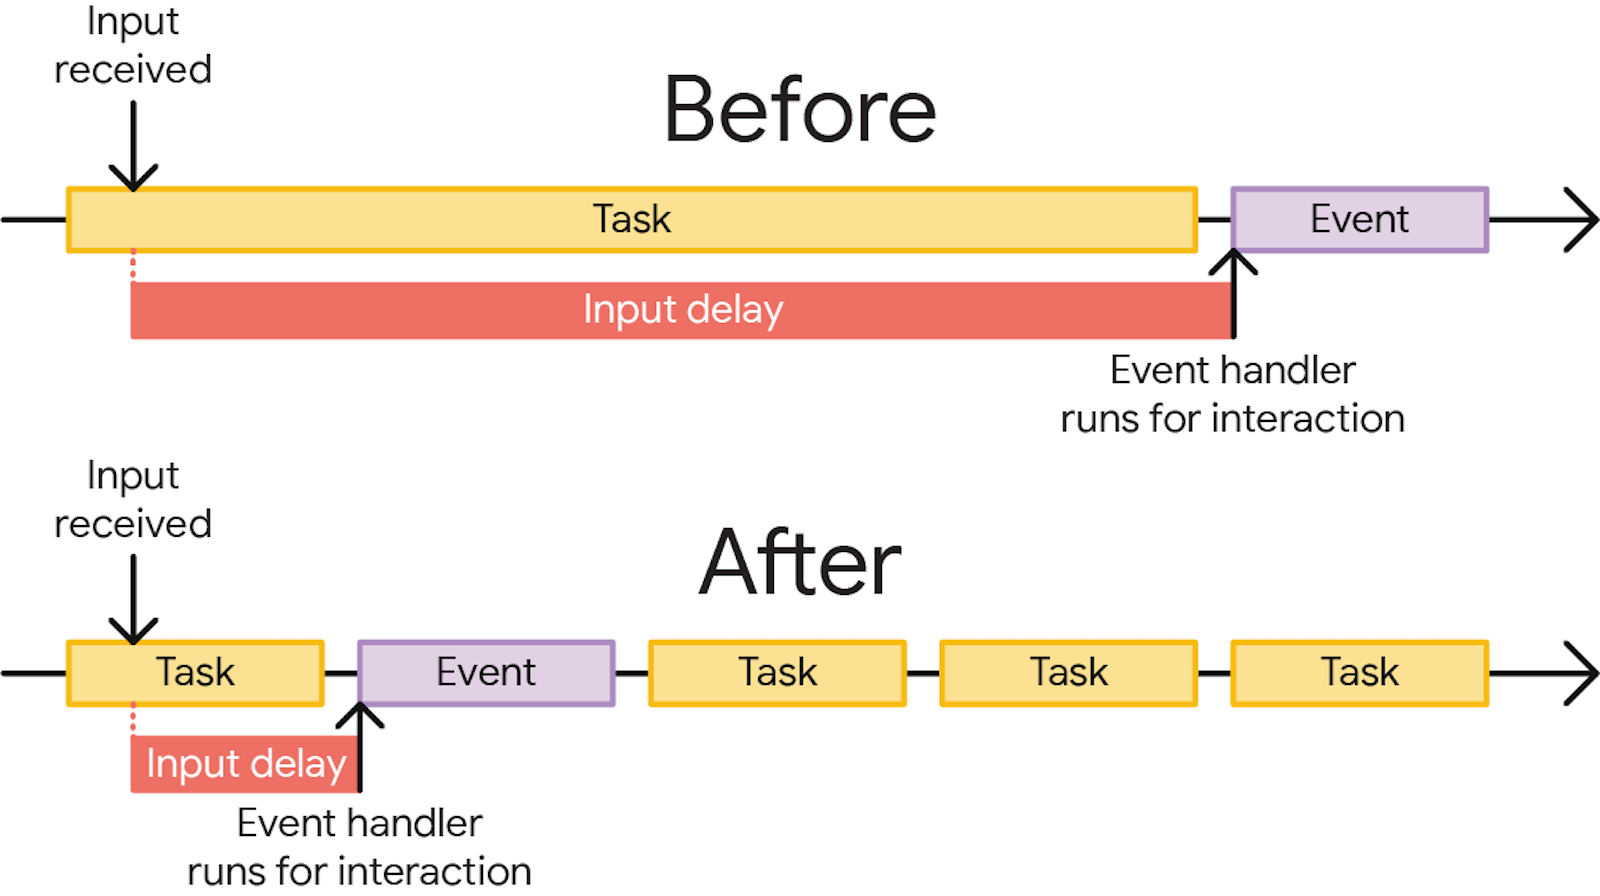 Input
received
Before
Task
Event
Input delay
Event handler
runs for interaction
Input
received
After
Task
Event
Task
Task
Task
Input delay
Event handler
runs for interaction